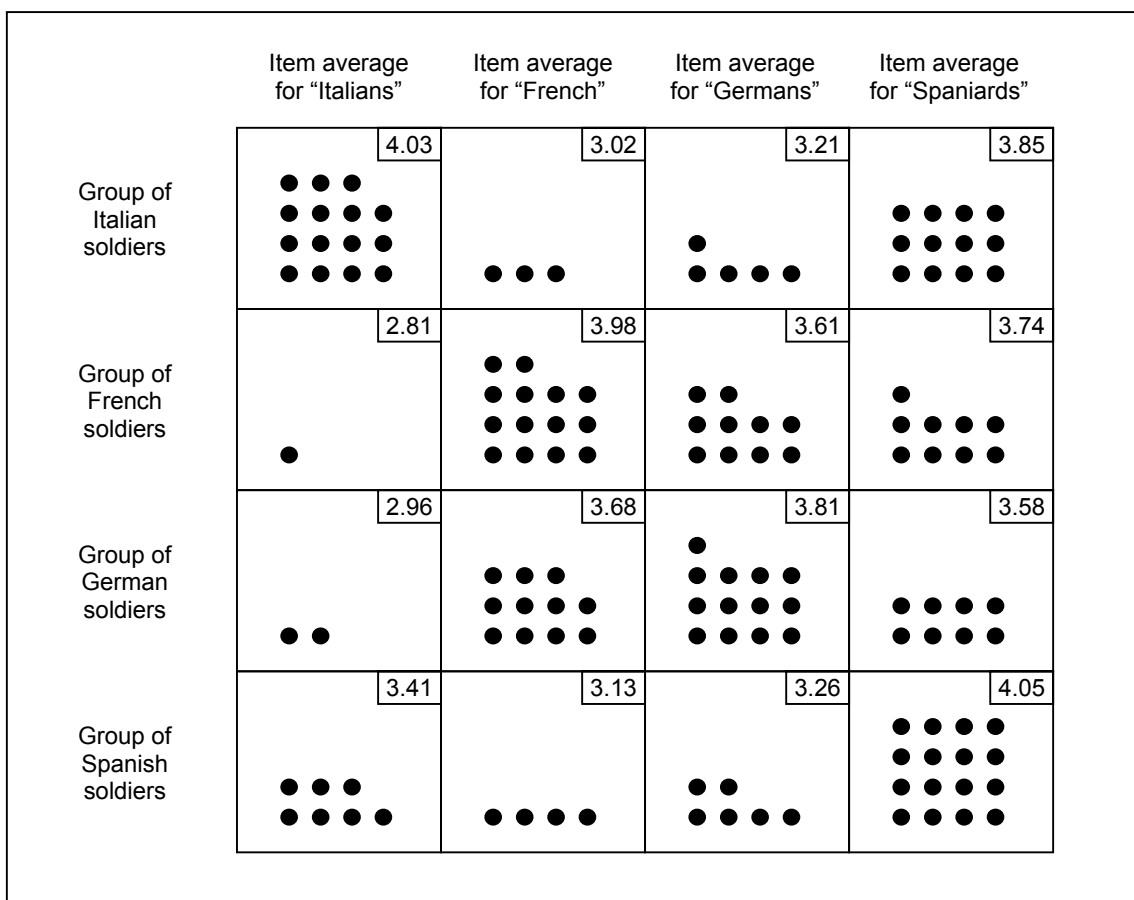 Item average
for “Italians”
Item average
for “French”
Item average
for “Germans”
Item average
for “Spaniards”
Group of
Italian
soldiers
4.03
3.02
3.21
3.85
Group of
French
soldiers
2.81
3.98
3.61
3.74
Group of
German
soldiers
2.96
3.68
3.81
3.58
Group of
Spanish
soldiers
3.41
3.13
3.26
4.05